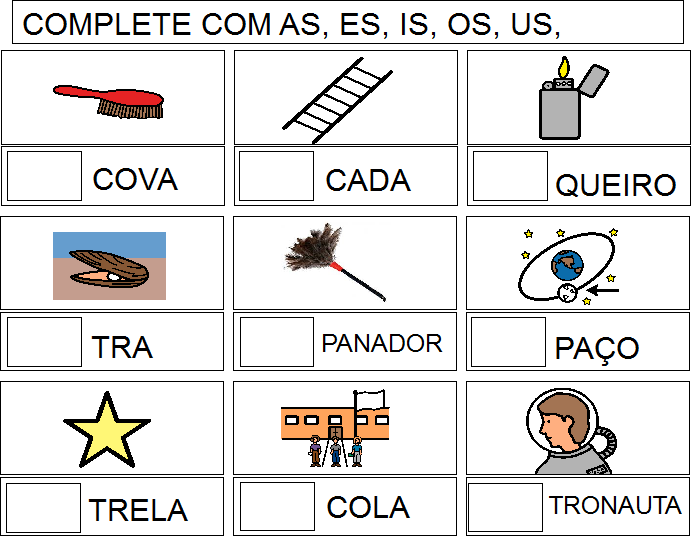 COMPLETE COM AS, ES, IS, OS, US,
COVA
CADA
QUEIRO
TRA
PANADOR
PAÇO
TRELA
COLA
TRONAUTA